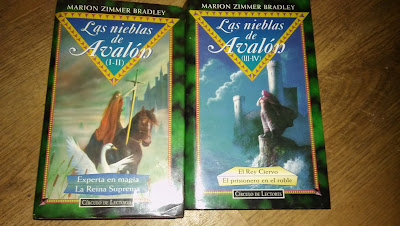 MARION ZIMMER BRADLEY
Las nieblas
de
Avalón
(I-II)
Experta en magia
La Reina Suprema
CÍRCULO DE LECTORES
MARION ZIMMER BRADLEY
Las nieblas
de
Avalón
(III-IV)
El Rey Ciervo
El prisionero en el roble
CÍRCULO DE LECTORES